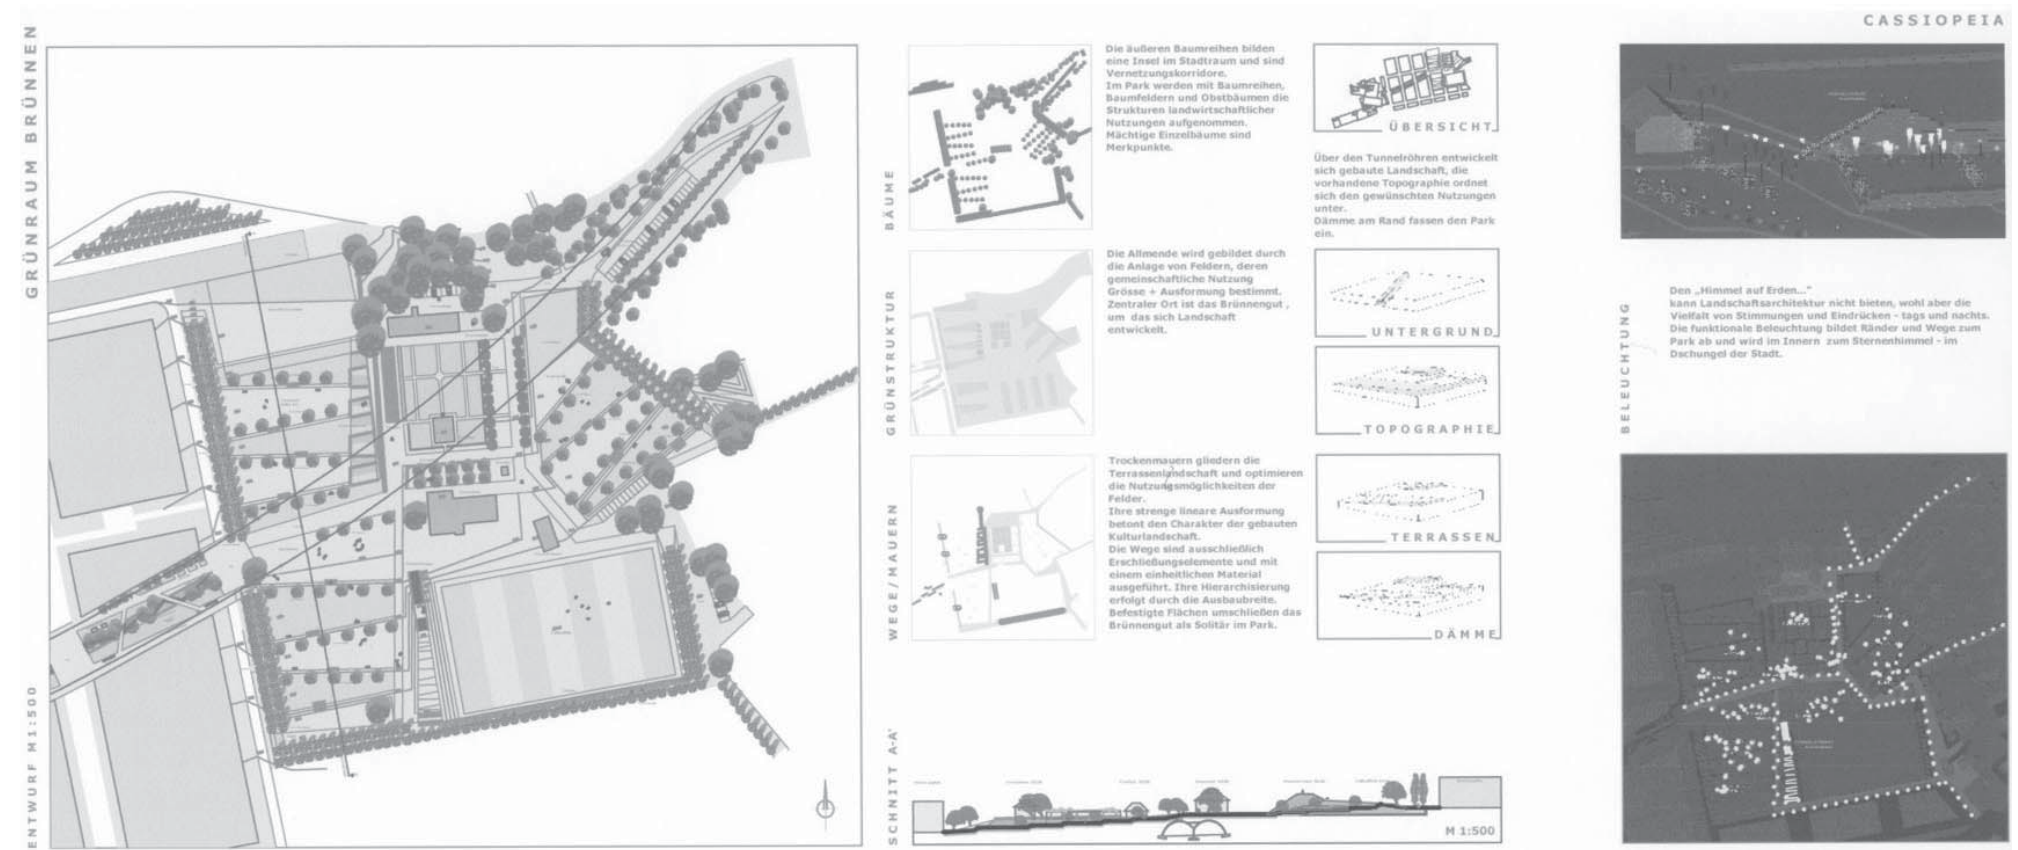 CASSIOPEIA
GRÜNRAUM BRÜNNEN
ENTWURF M1:500
BÄUME
Die äußeren Baumreihen bilden
eine Insel im Stadtraum und sind
Vernetzungskorridore.
Im Park werden mit Baumreihen,
Baumfeldern und Obstbäumen die
Strukturen landwirtschaftlicher
Nutzungen aufgenommen.
Mächtige Einzelbäume sind
Merkpunkte.
GRÜNSTRUKTUR
Die Allmende wird gebildet durch
die Anlage von Feldern, deren
gemeinschaftliche Nutzung
Grösse + Ausformung bestimmt.
Zentraler Ort ist das Brünnengut,
um das sich Landschaft
entwickelt.
WEGE/MAUERN
Trockenmauern gliedern die
Terrassenlandschaft und optimieren
die Nutzungsmöglichkeiten der
Felder.
Ihre strenge lineare Ausformung
betont den Charakter der gebauten
Kulturlandschaft.
Die Wege sind ausschließlich
Erschließungselemente und mit
einem einheitlichen Material
ausgeführt. Ihre Hierarchisierung
erfolgt durch die Ausbaubreite.
Befestigte Flächen umschließen das
Brünnengut als Solitär im Park.
SCHNITT A-A'
M 1:500
ÜBERSICHT
Über den Tunnelröhren entwickelt
sich gebaute Landschaft, die
vorhandene Topographie ordnet
sich den gewünschten Nutzungen
unter.
Dämme am Rand fassen den Park
ein.
UNTERGRUND
TOPOGRAPHIE
TERRASSEN
DÄMME
BELEUCHTUNG
Den „Himmel auf Erden..."
kann Landschaftsarchitektur nicht bieten, wohl aber die
Vielfalt von Stimmungen und Eindrücken - tags und nachts.
Die funktionale Beleuchtung bildet Ränder und Wege zum
Park ab und wird im Innern zum Sternenhimmel - im
Dschungel der Stadt.